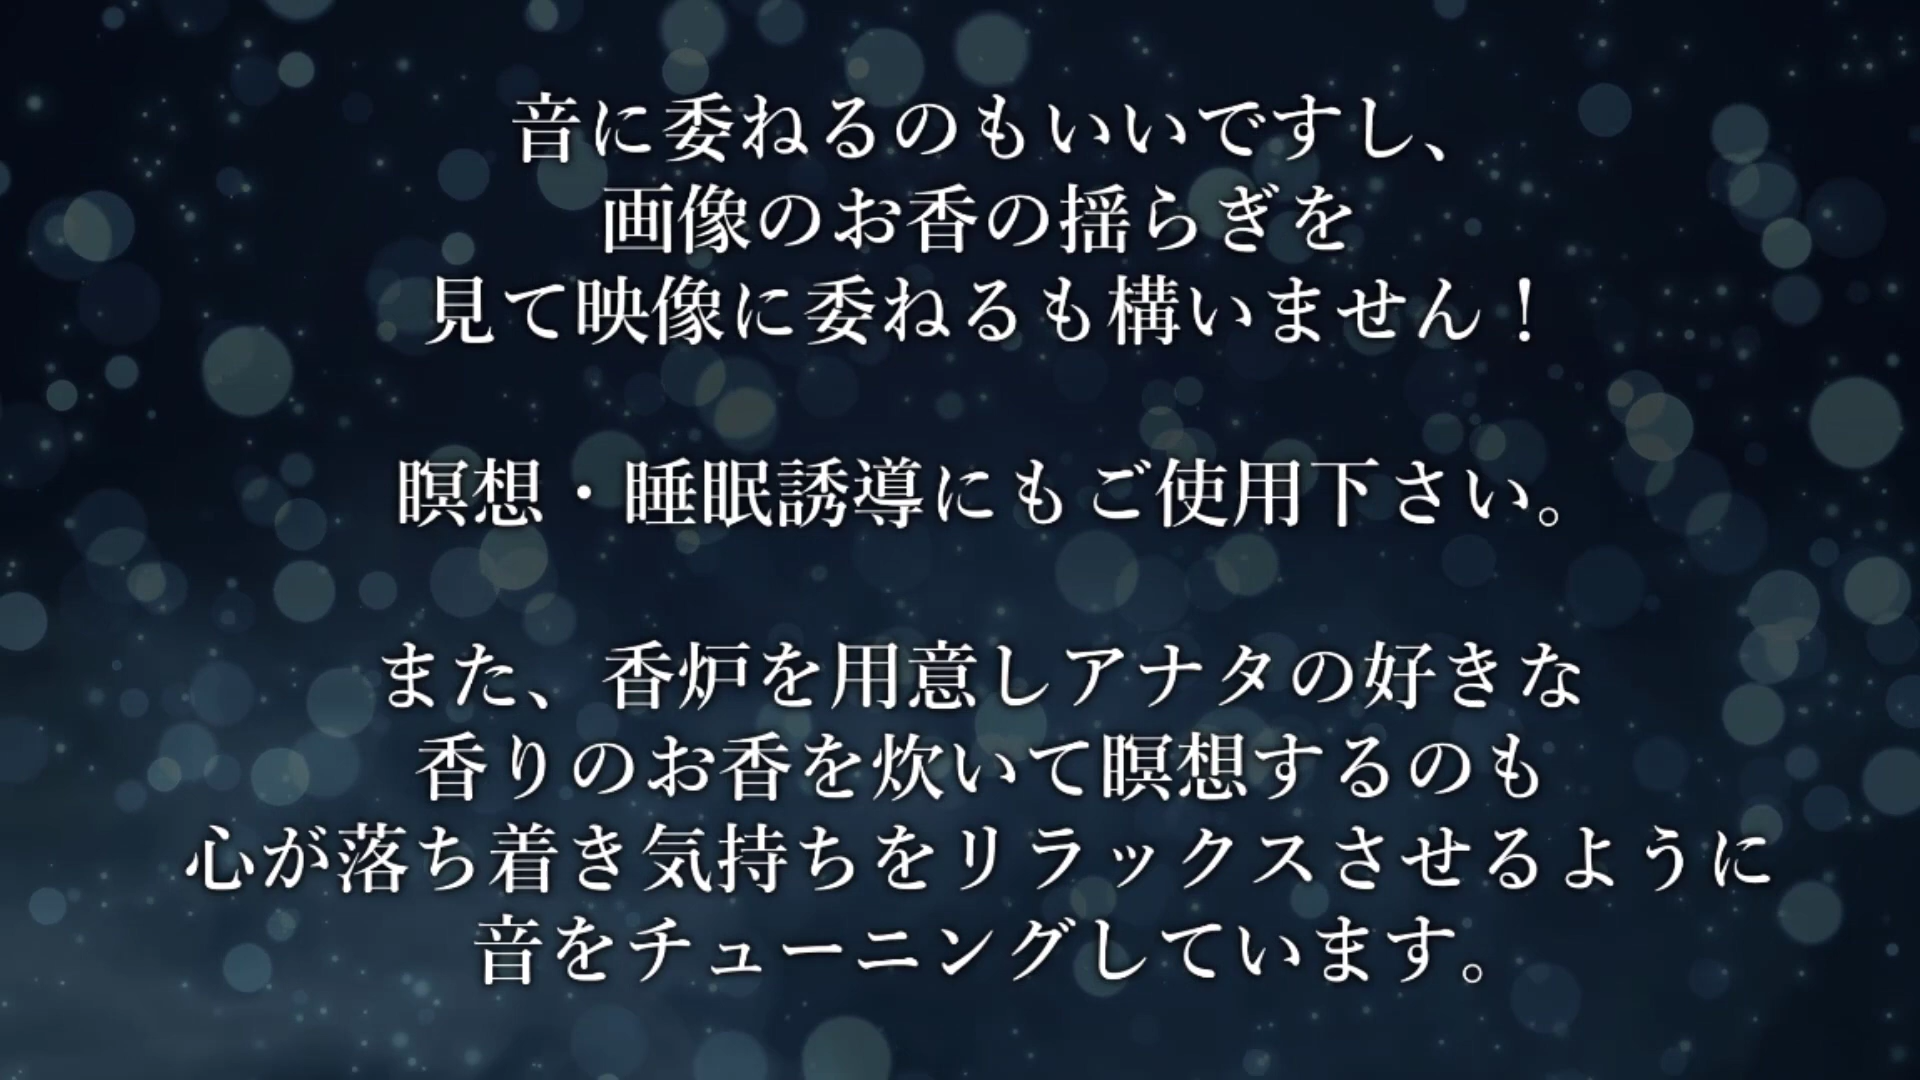 音に委ねるのもいいですし、
画像のお香の揺らぎを
見て映像に委ねるも構いません！
瞑想・睡眠誘導にもご使用下さい。
また、香炉を用意しアナタの好きな
香りのお香を炊いて瞑想するのも
心が落ち着き気持ちをリラックスさせるように
音をチューニングしています。